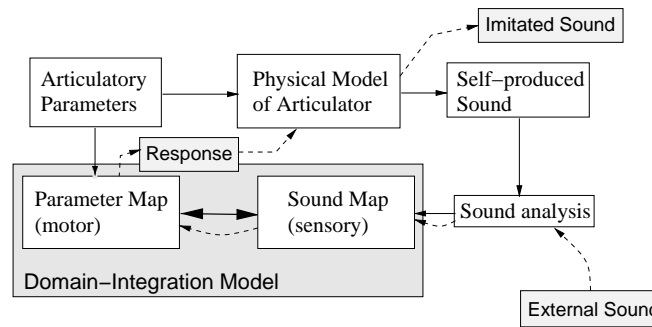 Imitated Sound
Articulatory
Parameters
Physical Model
of Articulator
Self−produced
Sound
Response
Parameter Map
(motor)
Sound Map
(sensory)
Sound analysis
Domain−Integration Model
External Sound